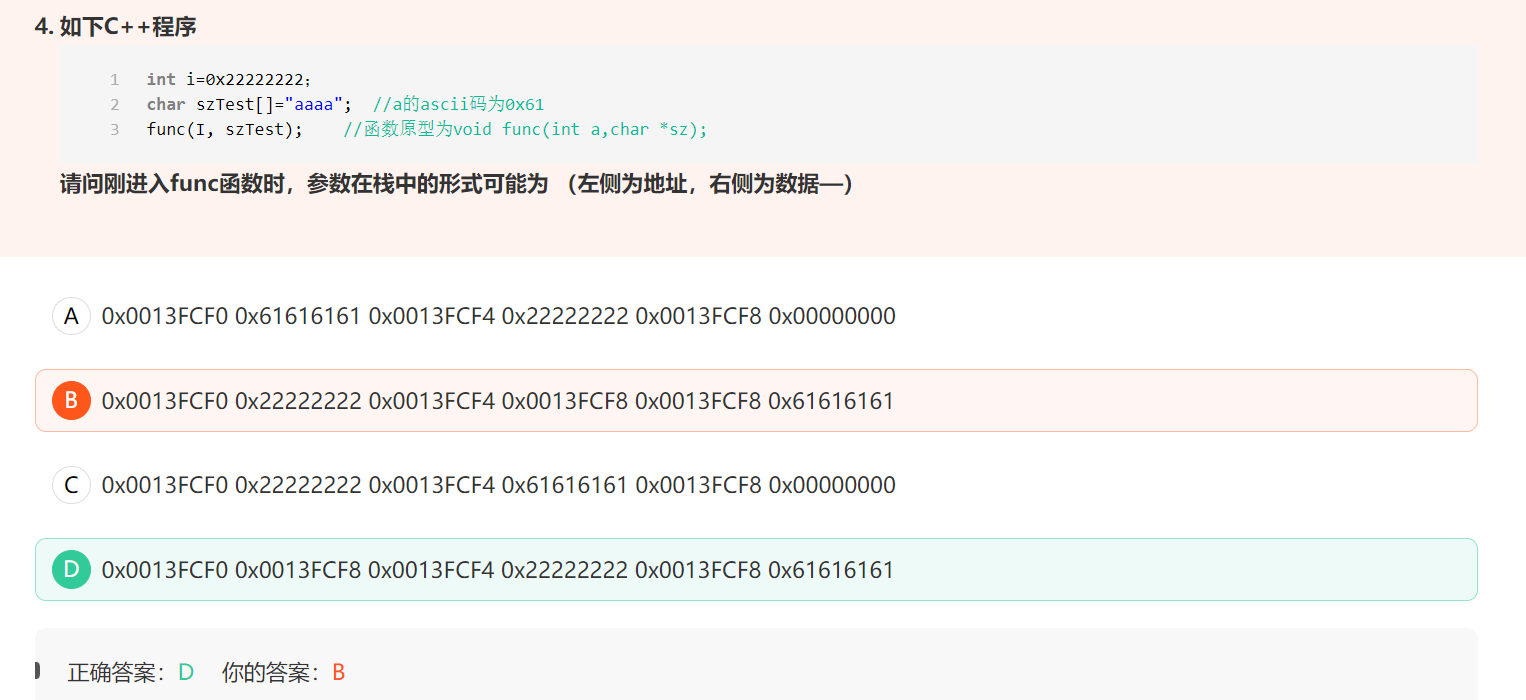 4. 如下C++程序
1 int i=0x22222222;
2 char szTest[]="aaaa"; //a的ascii码为0x61
3 func(I, szTest); //函数原型为void func(int a,char *sz);
请问刚进入func函数时，参数在栈中的形式可能为 （左侧为地址，右侧为数据—）
A 0x0013FCF0 0x61616161 0x0013FCF4 0x22222222 0x0013FCF8 0x00000000
B 0x0013FCF0 0x22222222 0x0013FCF4 0x0013FCF8 0x0013FCF8 0x61616161
C 0x0013FCF0 0x22222222 0x0013FCF4 0x61616161 0x0013FCF8 0x00000000
D 0x0013FCF0 0x0013FCF8 0x0013FCF4 0x22222222 0x0013FCF8 0x61616161
正确答案：D 你的答案：B